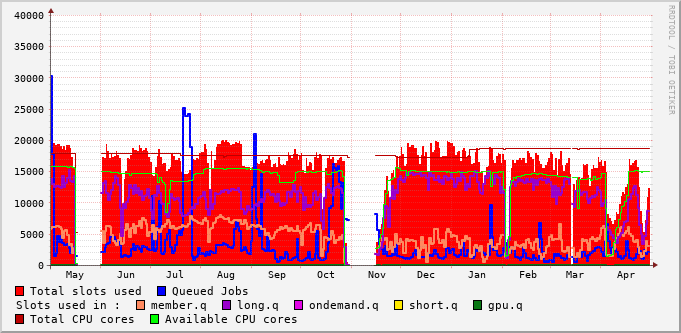 40000
35000
30000
25000
20000
15000
10000
5000
0
May Jun Jul Aug Sep Oct Nov Dec Jan Feb Mar Apr
RRDTOOL / TOBI OETIKER
Total slots used Queued Jobs
Slots used in : member.q long.q ondemand.q short.q gpu.q
Total CPU cores Available CPU cores